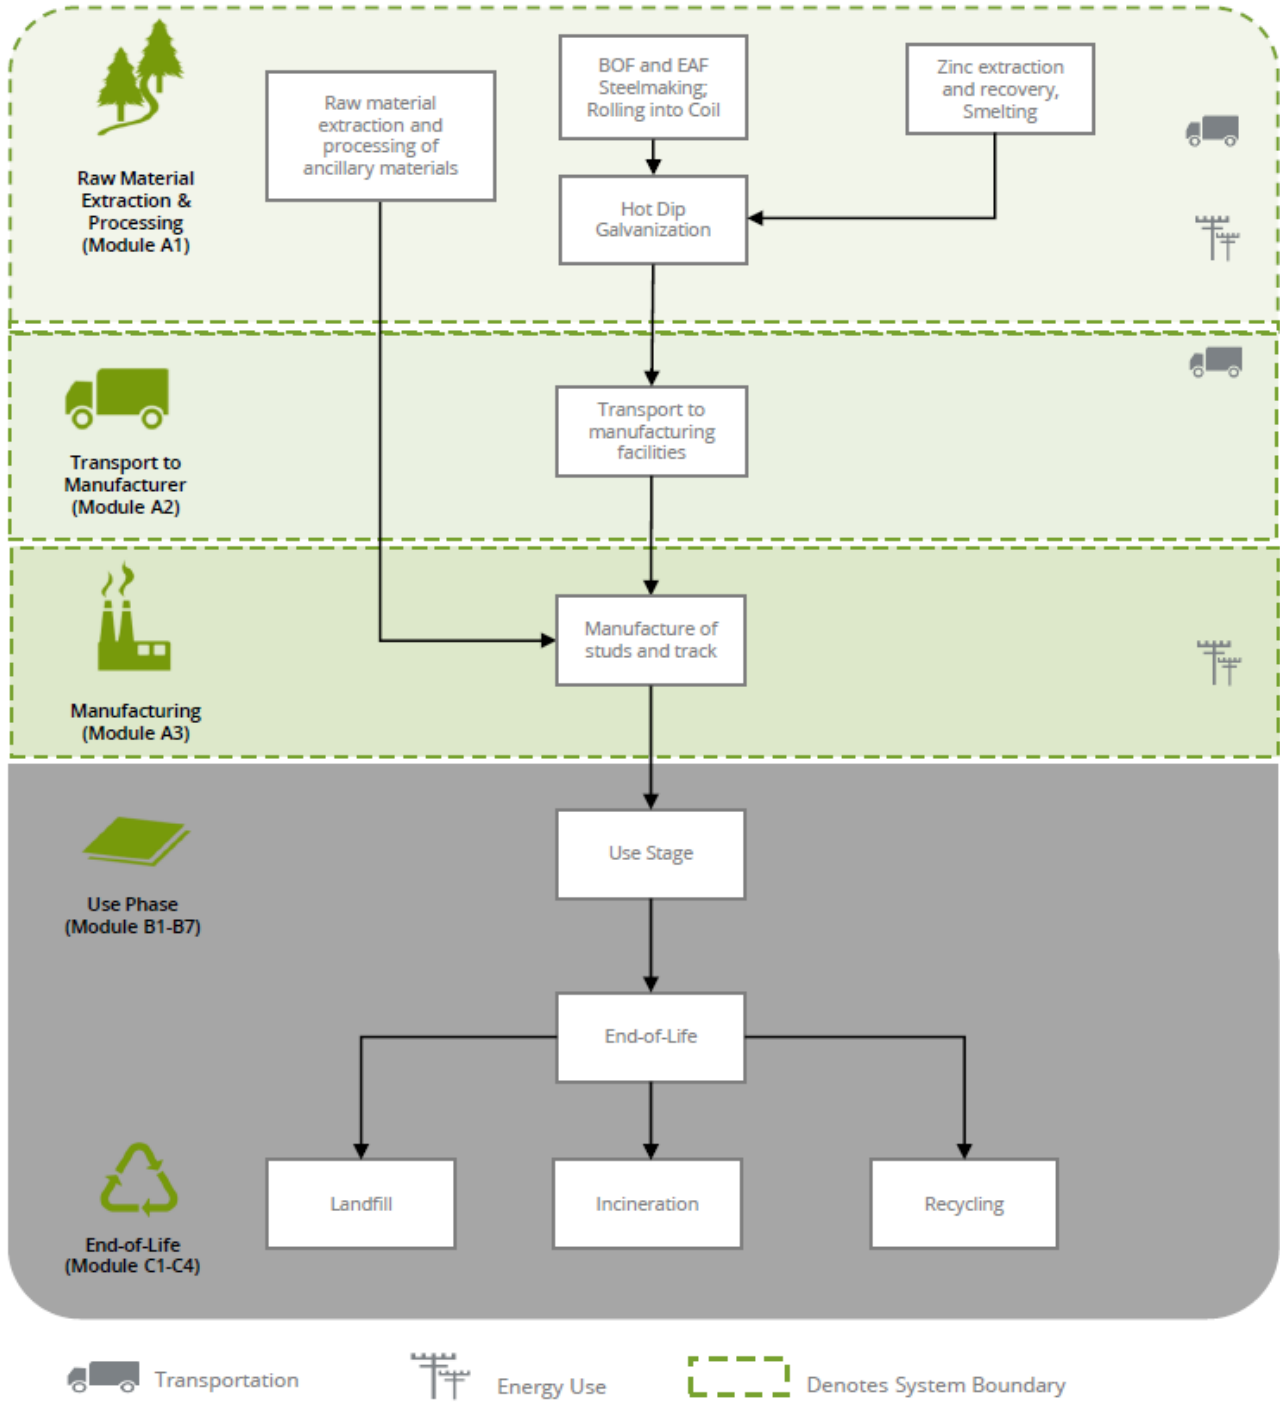 Raw Material
Extraction &
Processing
(Module A1)
Raw material
extraction and
processing of
ancillary materials
BOF and EAF
Steelmaking;
Rolling into Coil
Zinc extraction
and recovery,
Smelting
Hot Dip
Galvanization
Transport to
Manufacturer
(Module A2)
Transport to
manufacturing
facilities
Manufacturing
(Module A3)
Manufacture of
studs and track
Use Phase
(Module B1-B7)
Use Stage
End-of-Life
End-of-Life
(Module C1-C4)
Landfill
Incineration
Recycling
Transportation
Energy Use
Denotes System Boundary